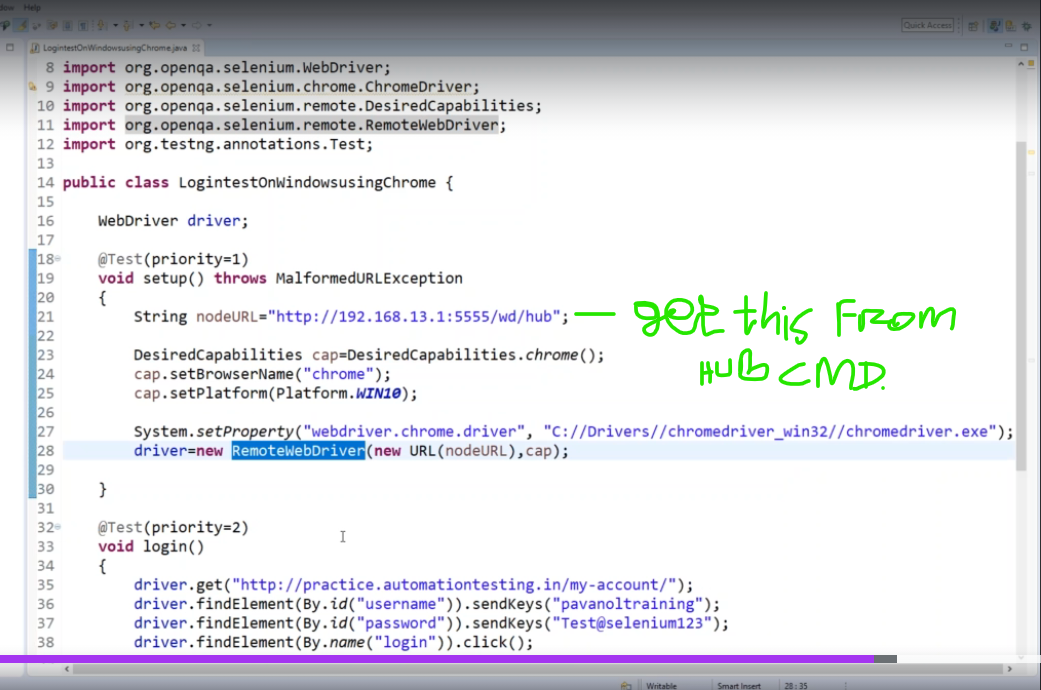 dow Help
Quick Access
LogintestOnWindowsusingChrome.java
8 import org.openqa.selenium.WebDriver;
9 import org.openqa.selenium.chrome.ChromeDriver;
10 import org.openqa.selenium.remote.DesiredCapabilities;
11 import org.openqa.selenium.remote.RemoteWebDriver;
12 import org.testng.annotations.Test;
13
14 public class LogintestOnWindowsusingChrome {
15
16 WebDriver driver;
17
18 @Test(priority=1)
19 void setup() throws MalformedURLException
20 {
21 String nodeURL="http://192.168.13.1:5555/wd/hub"; — get this From
HUB CMD.
22
23 DesiredCapabilities cap=DesiredCapabilities.chrome();
24 cap.setBrowserName("chrome");
25 cap.setPlatform(Platform.WIN10);
26
27 System.setProperty("webdriver.chrome.driver", "C://Drivers//chromedriver_win32//chromedriver.exe");
28 driver=new RemoteWebDriver(new URL(nodeURL),cap);
29
30 }
31
32 @Test(priority=2)
33 void login()
34 {
35 driver.get("http://practice.automationtesting.in/my-account/");
36 driver.findElement(By.id("username")).sendKeys("pavanoltraining");
37 driver.findElement(By.id("password")).sendKeys("Test@selenium123");
38 driver.findElement(By.name("login")).click();
Writable Smart Insert 28:35